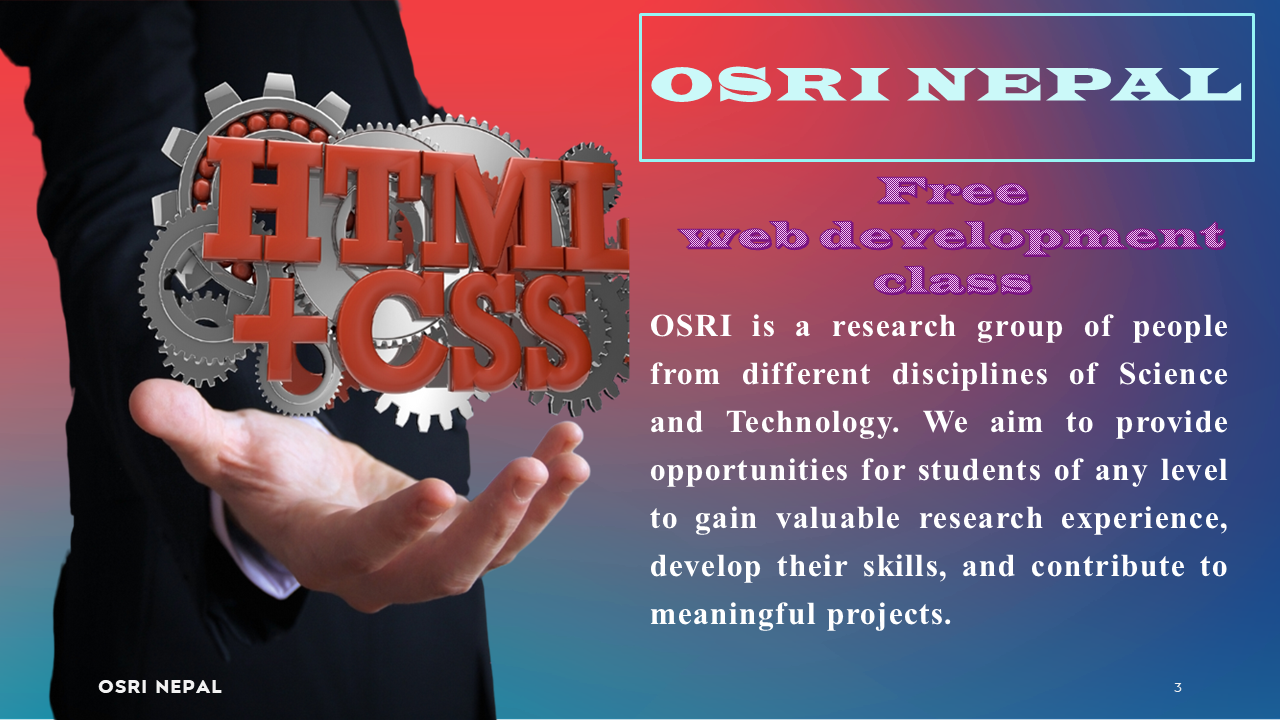 OSRI NEPAL
HTML
+CSS
Free
web development
class
OSRI is a research group of people
from different disciplines of Science
and Technology. We aim to provide
opportunities for students of any level
to gain valuable research experience,
develop their skills, and contribute to
meaningful projects.
OSRI NEPAL
3